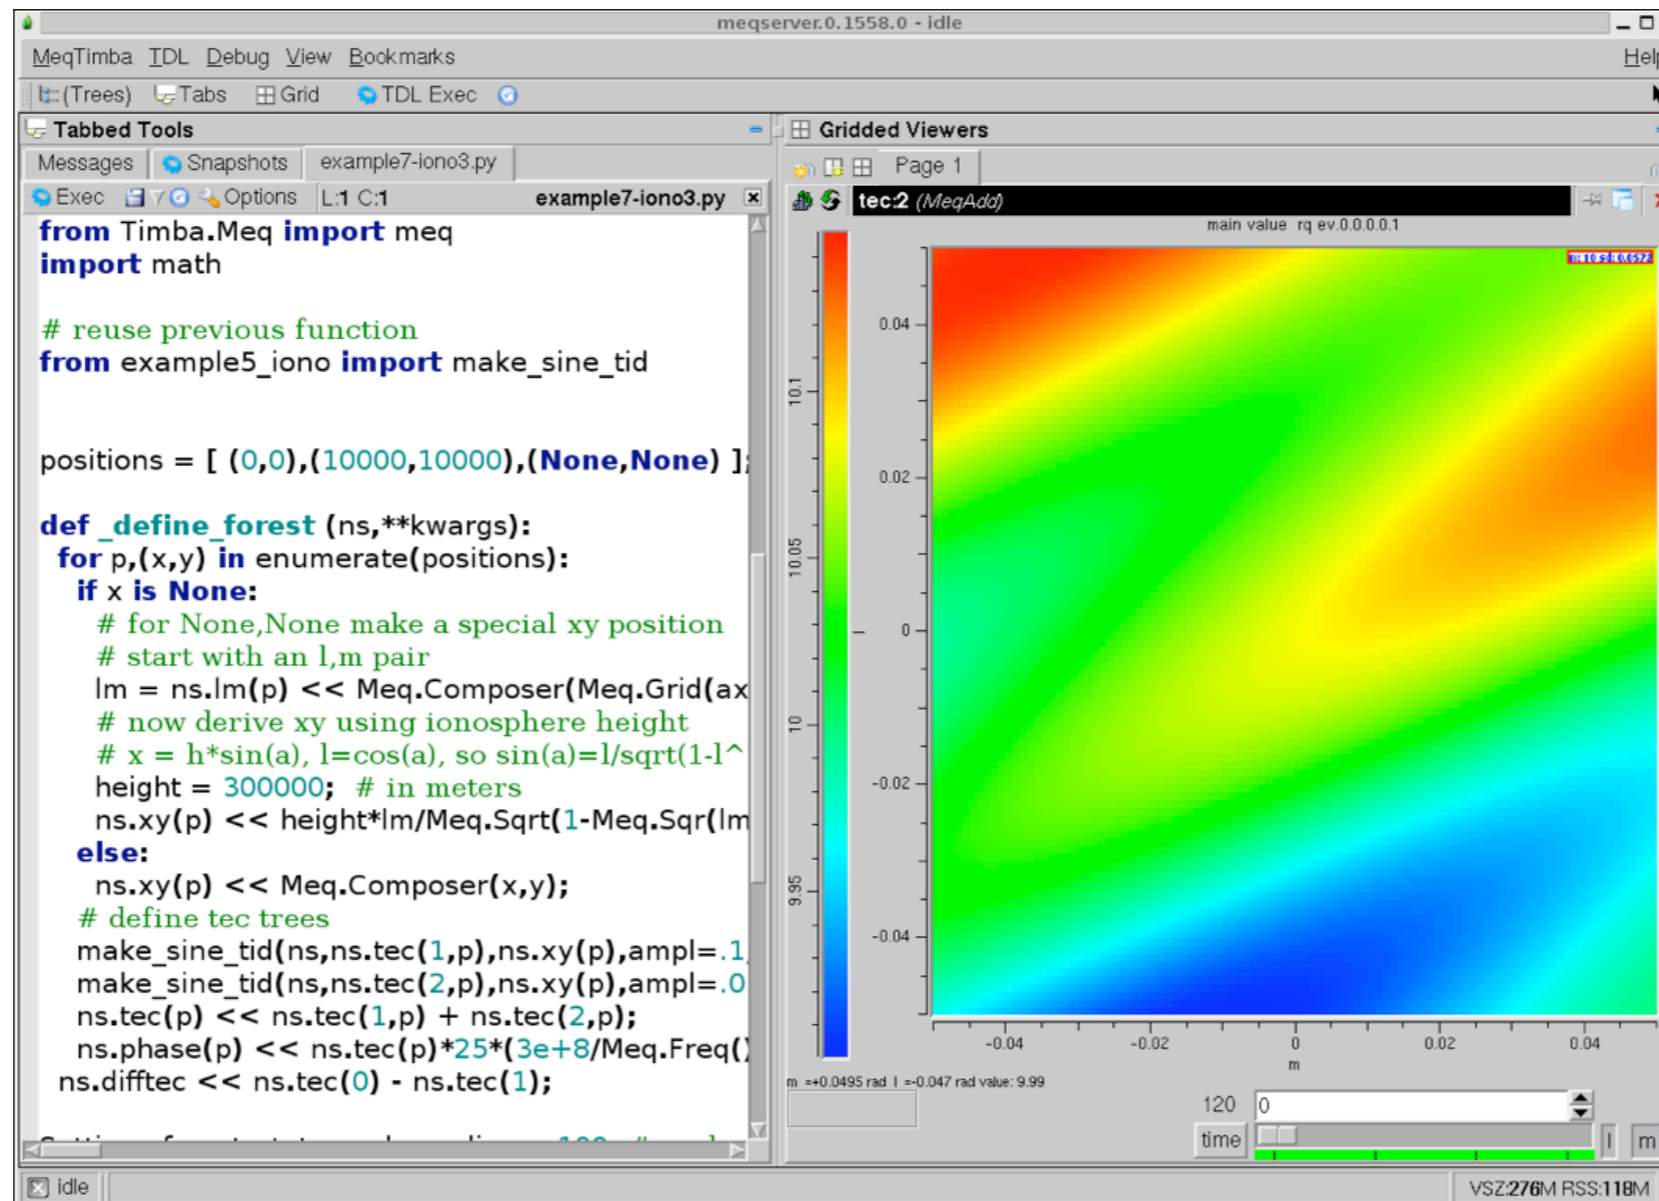 meqserver.0.1558.0 - idle
MeqTimba TDL Debug View Bookmarks Help
(Trees) Tabs Grid TDL Exec
Tabbed Tools
Messages Snapshots example7-iono3.py
Exec Options L:1 C:1 example7-iono3.py
from Timba.Meq import meq
import math
# reuse previous function
from example5_iono import make_sine_tid
positions = [ (0,0),(10000,10000),(None,None) ];
def _define_forest (ns,**kwargs):
for p,(x,y) in enumerate(positions):
if x is None:
# for None,None make a special xy position
# start with an l,m pair
lm = ns.lm(p) << Meq.Composer(Meq.Grid(ax
# now derive xy using ionosphere height
# x = h*sin(a), l=cos(a), so sin(a)=l/sqrt(1-l^
height = 300000; # in meters
ns.xy(p) << height*lm/Meq.Sqrt(1-Meq.Sqr(lm
else:
ns.xy(p) << Meq.Composer(x,y);
# define tec trees
make_sine_tid(ns,ns.tec(1,p),ns.xy(p),ampl=.1,
make_sine_tid(ns,ns.tec(2,p),ns.xy(p),ampl=.0
ns.tec(p) << ns.tec(1,p) + ns.tec(2,p);
ns.phase(p) << ns.tec(p)*25*(3e+8/Meq.Freq()
ns.difftec << ns.tec(0) - ns.tec(1);
Gridded Viewers
Page 1
tec:2 (MeqAdd)
main value rq ev.0.0.0.0.1
m: 10 sd: 0.0573
10.1
10.05
10
9.95
0.04
0.02
0
-0.02
-0.04
-0.04 -0.02 0 0.02 0.04
m
l
m =+0.0495 rad l =-0.047 rad value: 9.99
120 0
time l m
idle
VSZ:276M RSS:118M